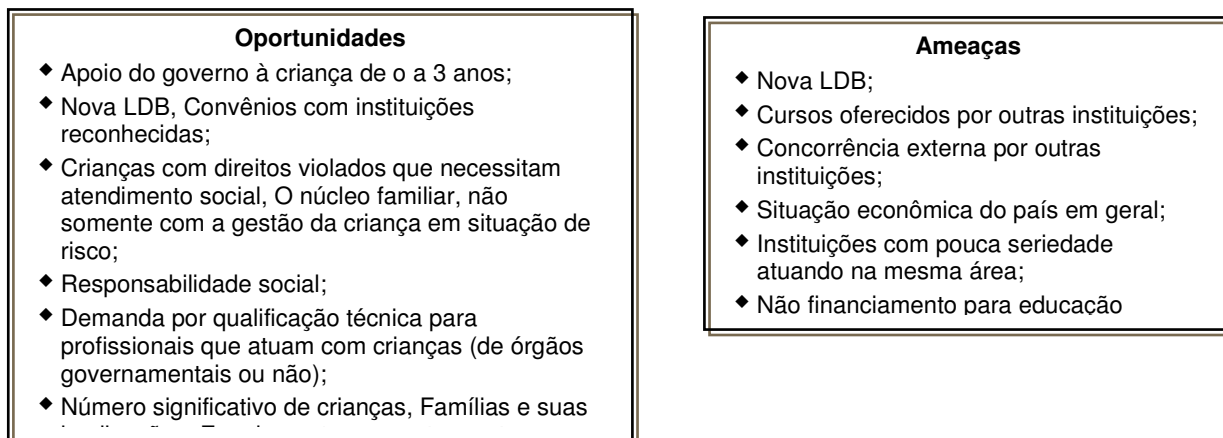 Oportunidades
◆ Apoio do governo à criança de o a 3 anos;
◆ Nova LDB, Convênios com instituições
reconhecidas;
◆ Crianças com direitos violados que necessitam
atendimento social, O núcleo familiar, não
somente com a gestão da criança em situação de
risco;
◆ Responsabilidade social;
◆ Demanda por qualificação técnica para
profissionais que atuam com crianças (de órgãos
governamentais ou não);
◆ Número significativo de crianças, Famílias e suas
Ameaças
◆ Nova LDB;
◆ Cursos oferecidos por outras instituições;
◆ Concorrência externa por outras
instituições;
◆ Situação econômica do país em geral;
◆ Instituições com pouca seriedade
atuando na mesma área;
◆ Não financiamento para educação